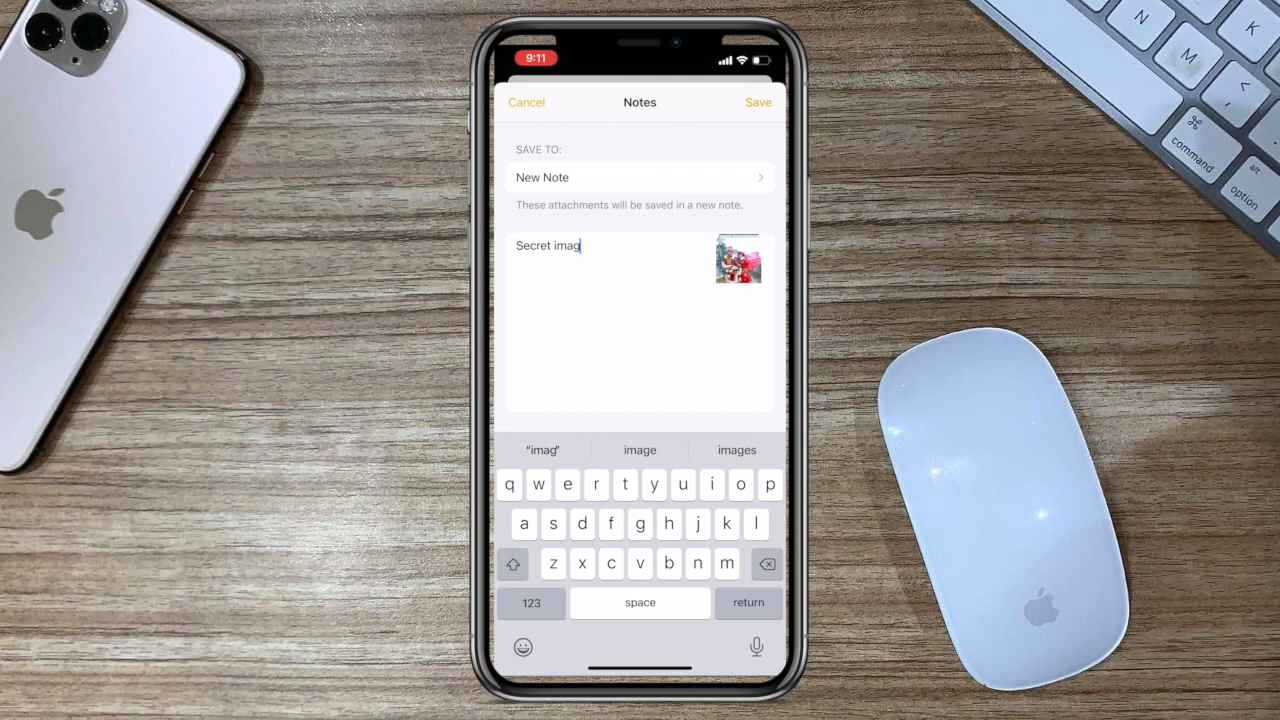 9:11
Cancel Notes Save
SAVE TO:
New Note
These attachments will be saved in a new note.
Secret imag
“imag” image images
q w e r t y u i o p
a s d f g h j k l
z x c v b n m
123 space return
N K
M <
⌘
command
alt
option